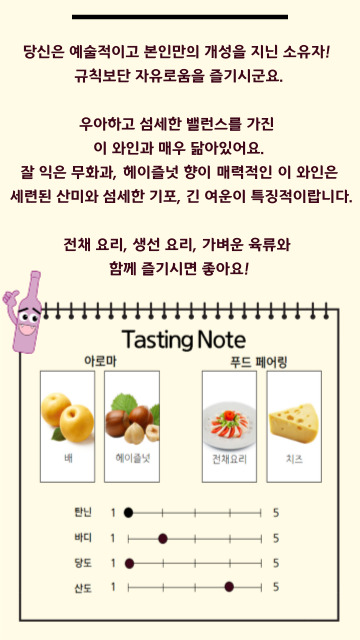 당신은 예술적이고 본인만의 개성을 지닌 소유자!
규칙보단 자유로움을 즐기시군요.
우아하고 섬세한 밸런스를 가진
이 와인과 매우 닮아있어요.
잘 익은 무화과, 헤이즐넛 향이 매력적인 이 와인은
세련된 산미와 섬세한 기포, 긴 여운이 특징적이랍니다.
전채 요리, 생선 요리, 가벼운 육류와
함께 즐기시면 좋아요!
Tasting Note
아로마 푸드 페어링
배 헤이즐넛 전채요리 치즈
탄닌 1 5
바디 1 5
당도 1 5
산도 1 5